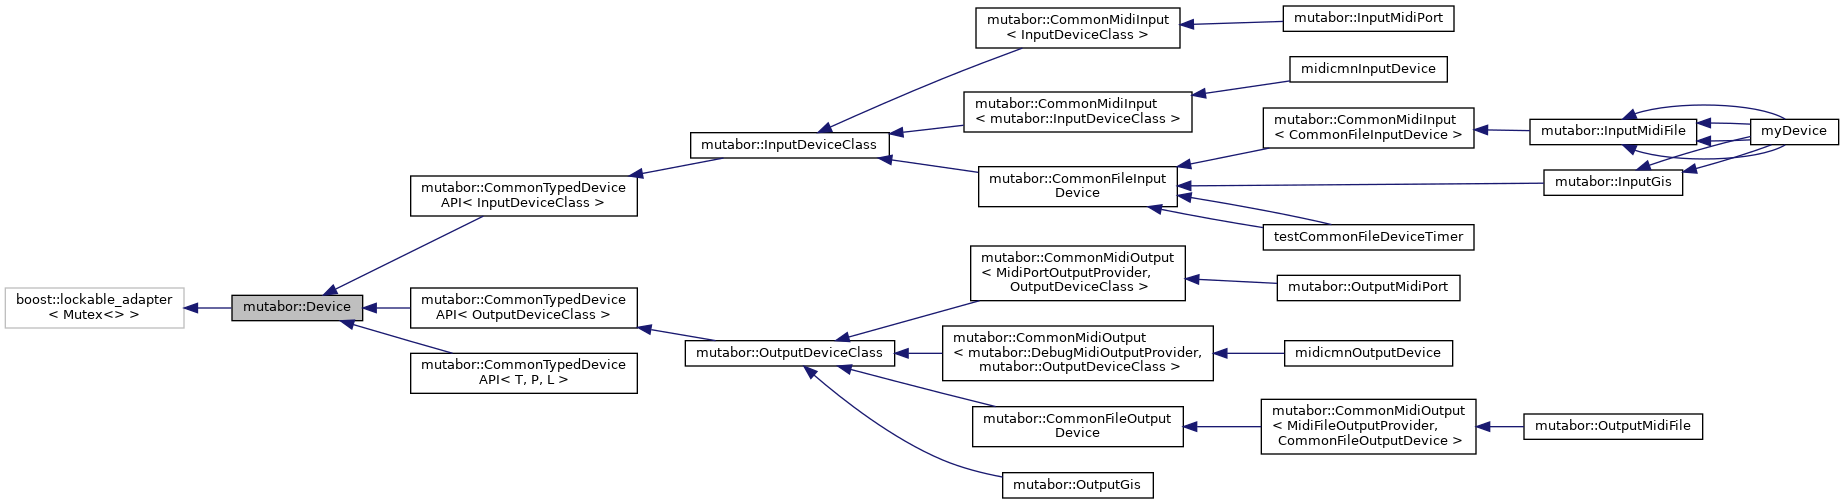 boost::lockable_adapter
< Mutex<> >
mutabor::Device
mutabor::CommonTypedDevice
API< InputDeviceClass >
mutabor::CommonTypedDevice
API< OutputDeviceClass >
mutabor::CommonTypedDevice
API< T, P, L >
mutabor::InputDeviceClass
mutabor::OutputDeviceClass
mutabor::CommonMidiInput
< InputDeviceClass >
mutabor::CommonMidiInput
< mutabor::InputDeviceClass >
mutabor::CommonFileInput
Device
mutabor::CommonMidiOutput
< MidiPortOutputProvider,
OutputDeviceClass >
mutabor::CommonMidiOutput
< mutabor::DebugMidiOutputProvider,
mutabor::OutputDeviceClass >
mutabor::CommonFileOutput
Device
mutabor::OutputGis
mutabor::InputMidiPort
midicmnInputDevice
mutabor::CommonMidiInput
< CommonFileInputDevice >
testCommonFileDeviceTimer
mutabor::OutputMidiPort
midicmnOutputDevice
mutabor::CommonMidiOutput
< MidiFileOutputProvider,
CommonFileOutputDevice >
mutabor::InputMidiFile
mutabor::InputGis
mutabor::OutputMidiFile
myDevice